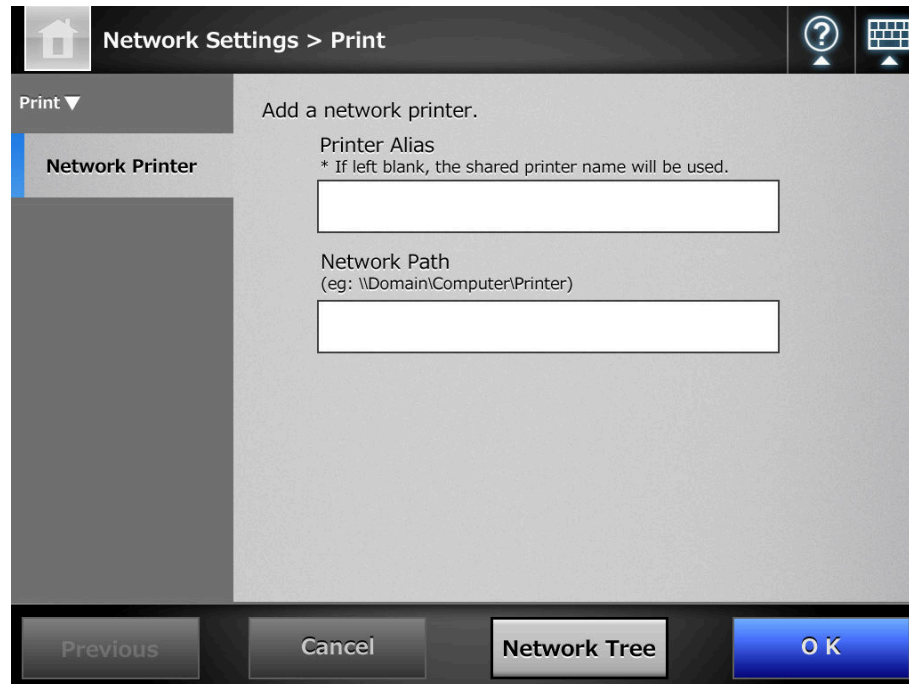 Network Settings > Print
?
Print▼
Network Printer
Add a network printer.
Printer Alias
* If left blank, the shared printer name will be used.
Network Path
(eg: \\Domain\Computer\Printer)
Previous
Cancel
Network Tree
O K